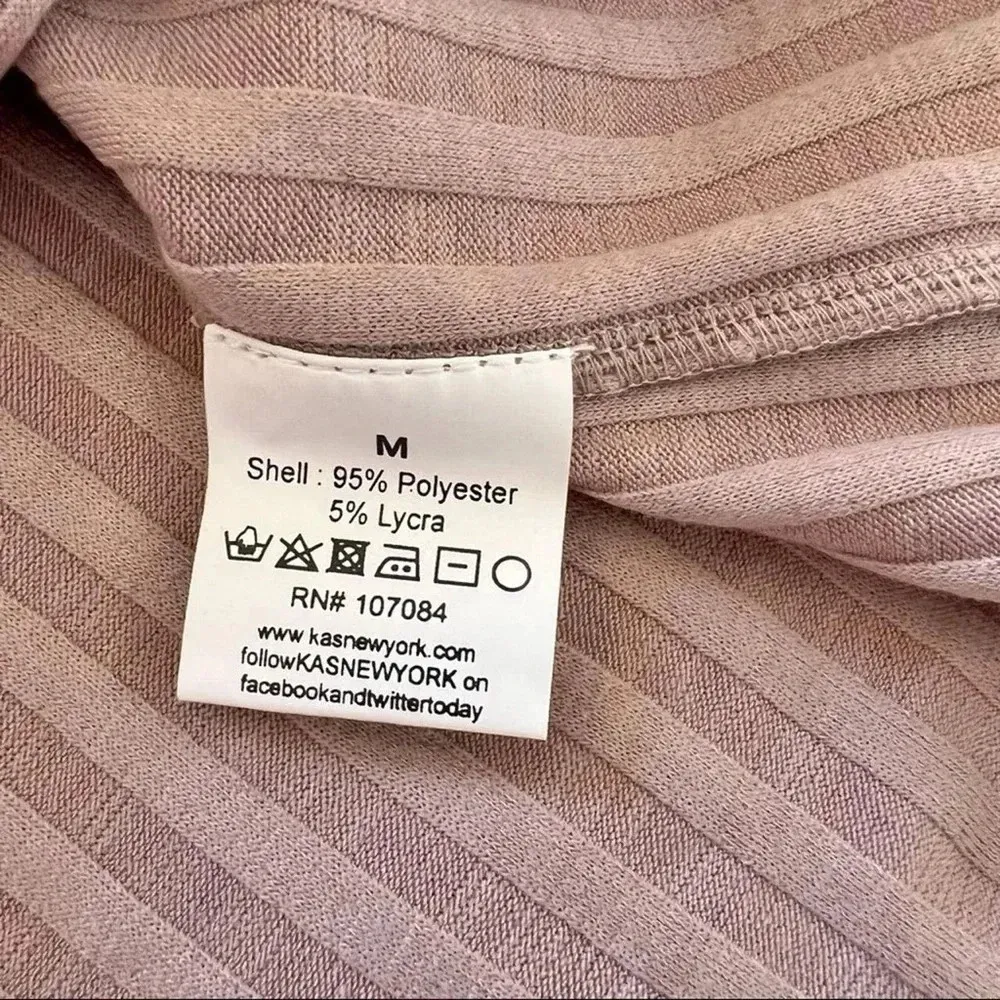 M
Shell : 95% Polyester
5% Lycra
RN# 107084
www kasnewyork.com
followKASNEWYORK on
facebookandtwittertoday